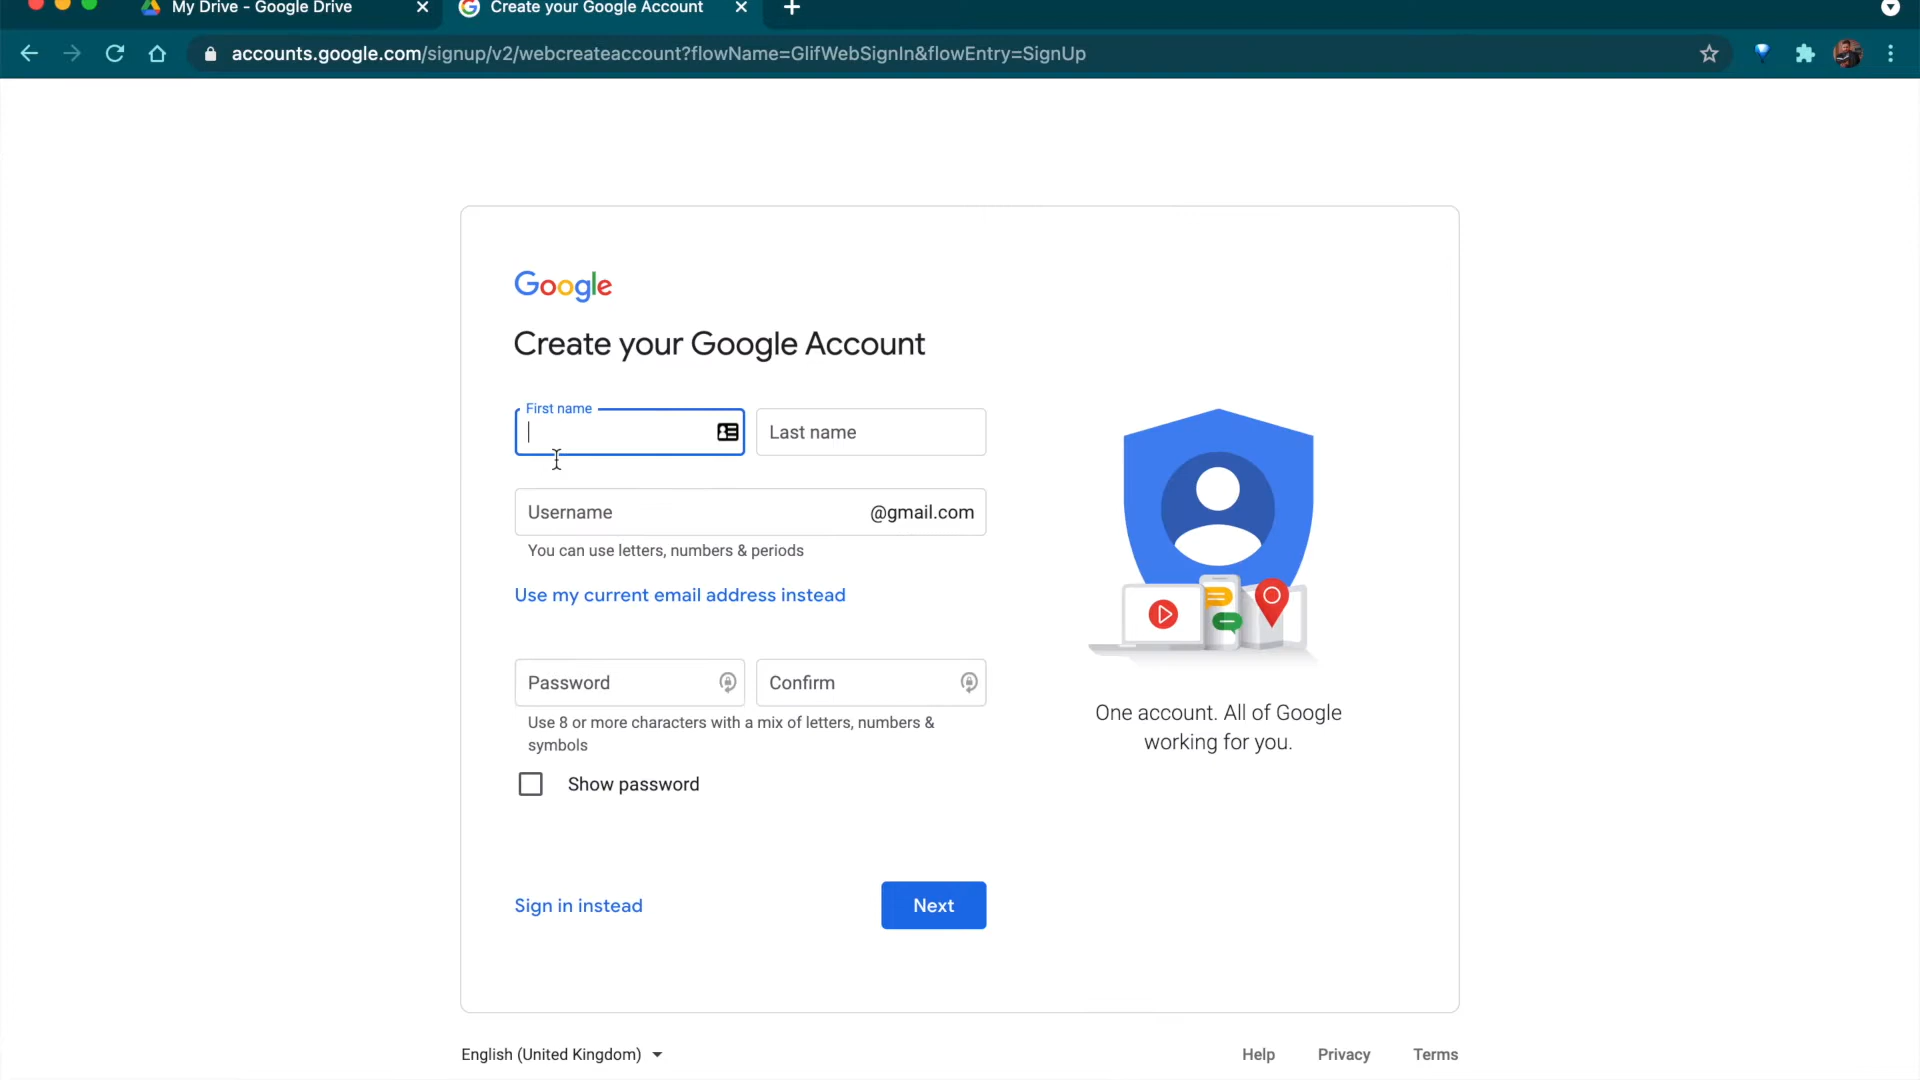 My Drive - Google Drive
Create your Google Account
accounts.google.com/signup/v2/webcreateaccount?flowName=GlifWebSignIn&flowEntry=SignUp
Google
Create your Google Account
First name
Last name
Username @gmail.com
You can use letters, numbers & periods
Use my current email address instead
Password
Confirm
Use 8 or more characters with a mix of letters, numbers &
symbols
Show password
Sign in instead
Next
One account. All of Google
working for you.
English (United Kingdom)
Help
Privacy
Terms